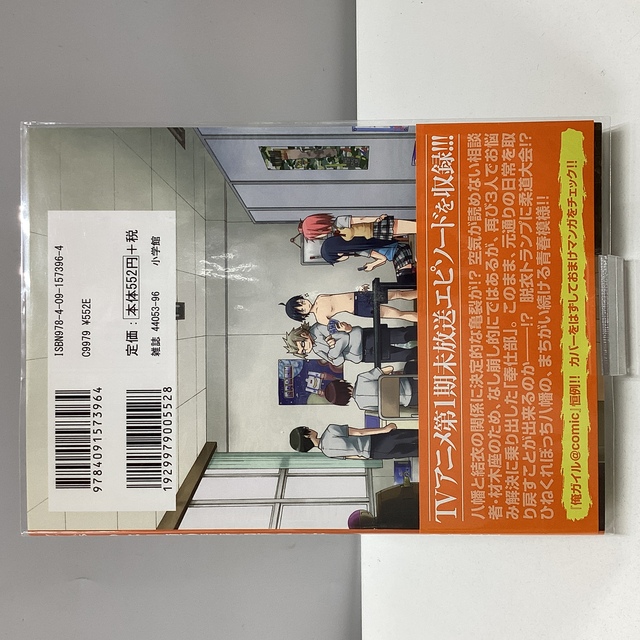 ISBN978-4-09-157396-4
C9979 ¥552E
定価：本体552円＋税
雑誌 44053-96 小学館
9784091573964
1929979005528
TVアニメ第1期未放送エピソードを収録!!!
八幡と結衣の関係に決定的な亀裂が!? 空気が読めない相談
者・材木座のため、なし崩し的にではあるが、再び3人でお悩
み解決に乗り出した「奉仕部」。このまま、元通りの日常を取
り戻すことが出来るのか――!? 脱衣トランプに柔道大会!?
ひねくれぼっち八幡の、まちがい続ける青春模様!!
「俺ガイル@comic」恒例!! カバーをはずしておまけマンガをチェック!!